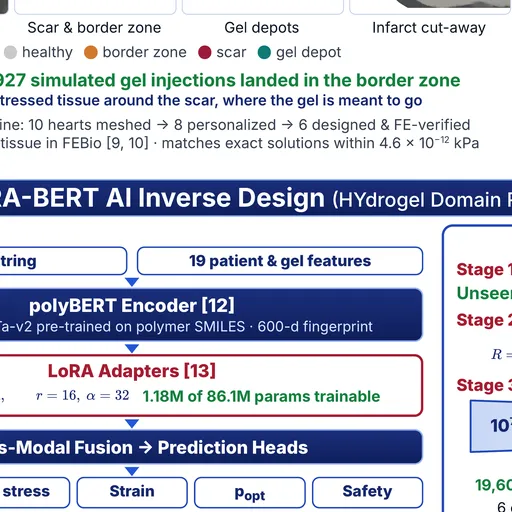 Scar & border zone Gel depots Infarct cut-away
healthy border zone scar gel depot
927 simulated gel injections landed in the border zone
stressed tissue around the scar, where the gel is meant to go
ine: 10 hearts meshed → 8 personalized → 6 designed & FE-verified
tissue in FEBio [9, 10] · matches exact solutions within 4.6 × 10⁻¹² kPa
RA-BERT AI Inverse Design (HYdrogel Domain R
tring 19 patient & gel features
polyBERT Encoder [12]
Ta-v2 pre-trained on polymer SMILES · 600-d fingerprint
LoRA Adapters [13]
, r = 16, α = 32 1.18M of 86.1M params trainable
s-Modal Fusion → Prediction Heads
stress Strain popt Safety
Stage 1
Unseen
Stage 2
R =
Stage 3
10
19,60
6